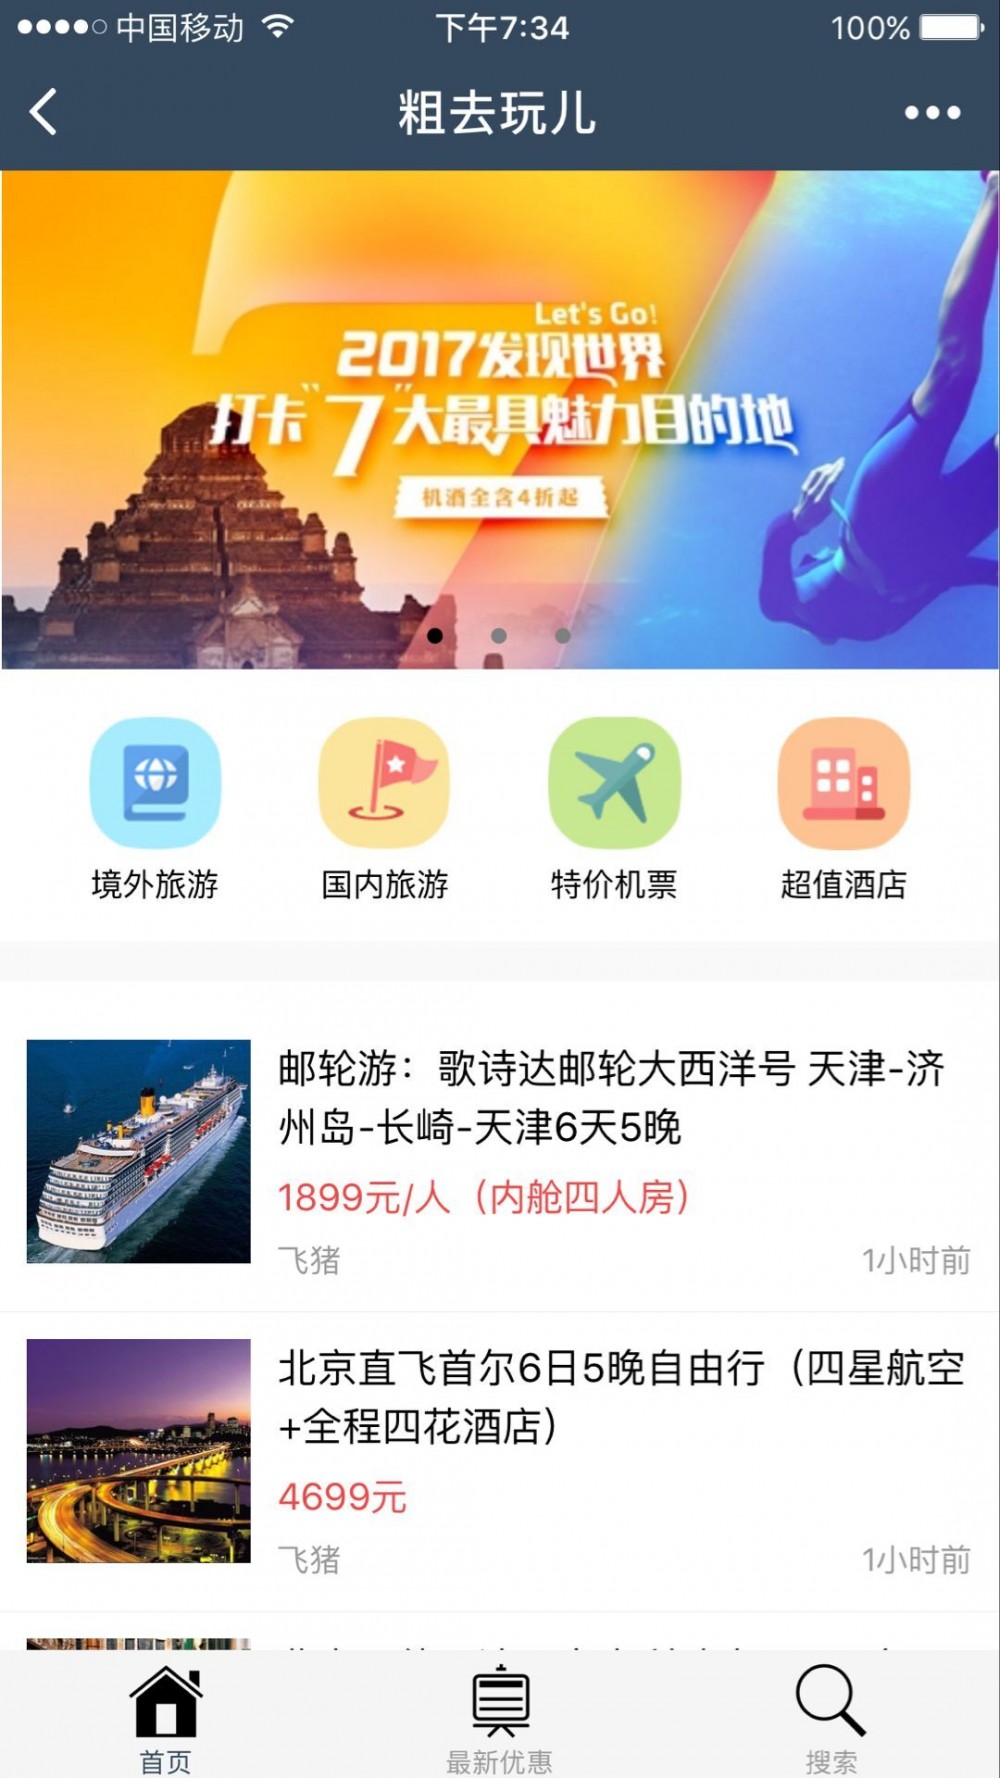 中国移动
下午7:34
100%
粗去玩儿
Let's Go!
2017发现世界
打卡“7”大最具魅力目的地
机酒全含4折起
境外旅游
国内旅游
特价机票
超值酒店
邮轮游：歌诗达邮轮大西洋号 天津-济
州岛-长崎-天津6天5晚
1899元/人（内舱四人房）
飞猪
1小时前
北京直飞首尔6日5晚自由行（四星航空
+全程四花酒店）
4699元
飞猪
1小时前
首页
最新优惠
搜索